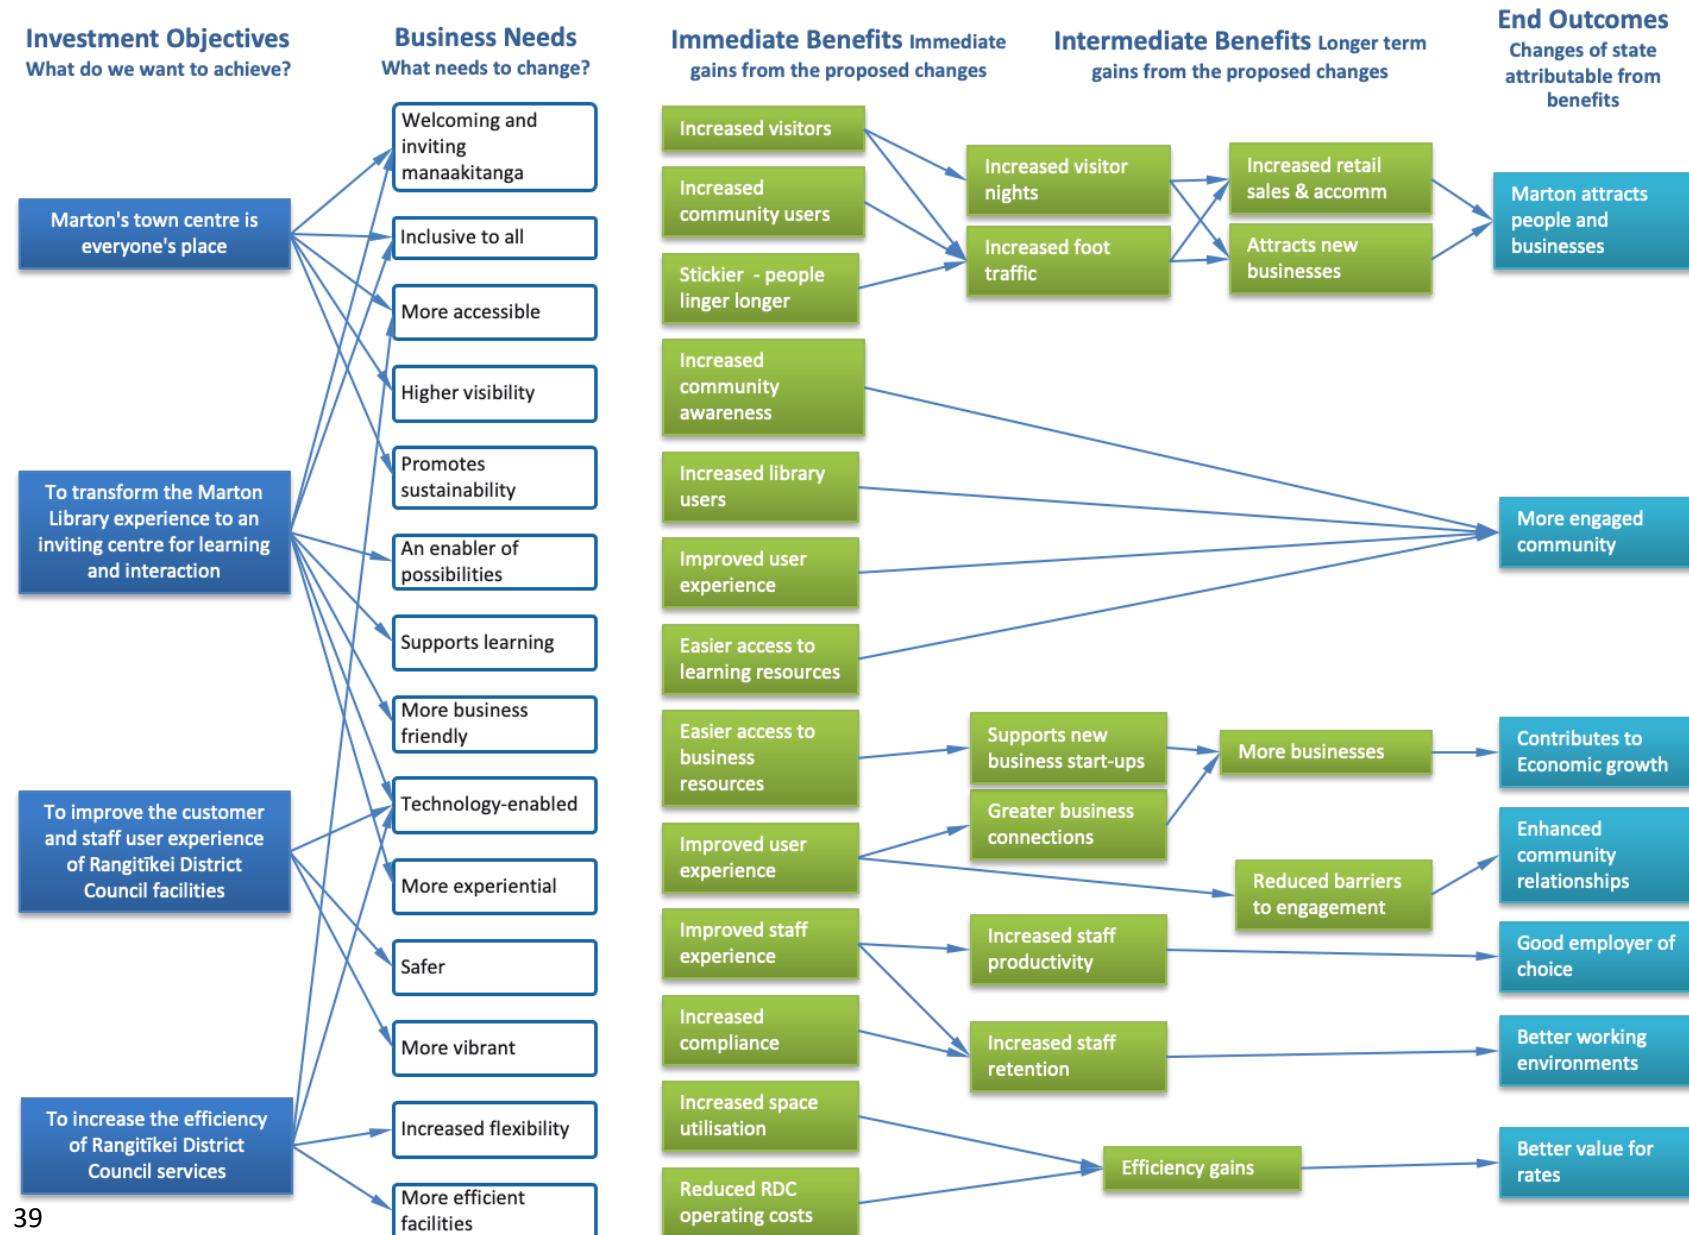 Investment Objectives
What do we want to achieve?
Business Needs
What needs to change?
Immediate Benefits Immediate
gains from the proposed changes
Intermediate Benefits Longer term
gains from the proposed changes
End Outcomes
Changes of state
attributable from
benefits
Marton's town centre is
everyone's place
To transform the Marton
Library experience to an
inviting centre for learning
and interaction
To improve the customer
and staff user experience
of Rangitīkei District
Council facilities
To increase the efficiency
of Rangitīkei District
Council services
Welcoming and
inviting
manaakitanga
Inclusive to all
More accessible
Higher visibility
Promotes
sustainability
An enabler of
possibilities
Supports learning
More business
friendly
Technology-enabled
More experiential
Safer
More vibrant
Increased flexibility
More efficient
facilities
Increased visitors
Increased
community users
Stickier - people
linger longer
Increased
community
awareness
Increased library
users
Improved user
experience
Easier access to
learning resources
Easier access to
business
resources
Improved user
experience
Improved staff
experience
Increased
compliance
Increased space
utilisation
Reduced RDC
operating costs
Increased visitor
nights
Increased foot
traffic
Increased retail
sales & accomm
Attracts new
businesses
Supports new
business start-ups
Greater business
connections
More businesses
Reduced barriers
to engagement
Increased staff
productivity
Increased staff
retention
Efficiency gains
Marton attracts
people and
businesses
More engaged
community
Contributes to
Economic growth
Enhanced
community
relationships
Good employer of
choice
Better working
environments
Better value for
rates
39